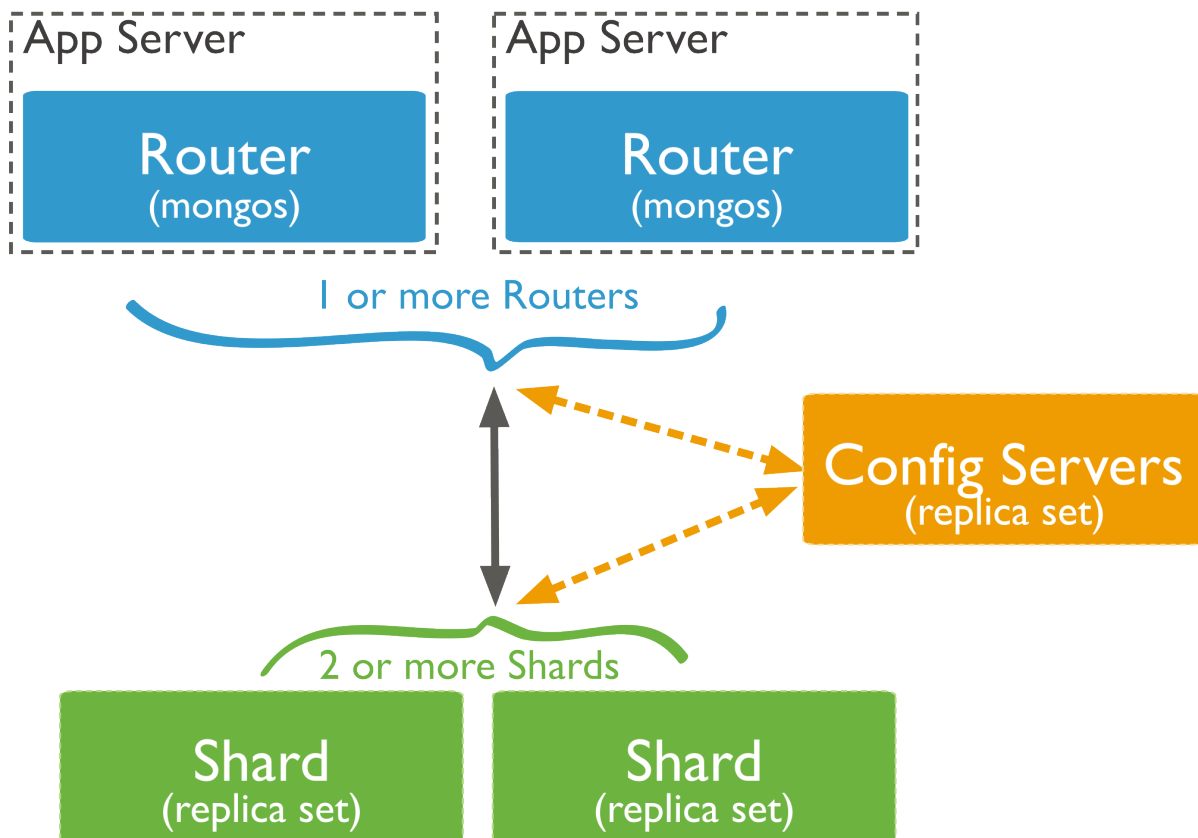 App Server
App Server
Router
(mongos)
Router
(mongos)
1 or more Routers
Config Servers
(replica set)
2 or more Shards
Shard
(replica set)
Shard
(replica set)